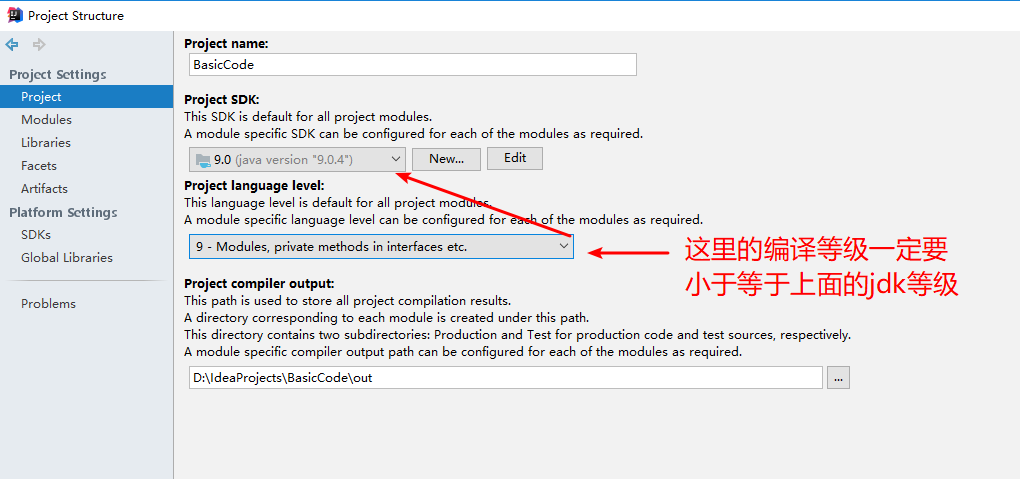 Project Structure
Project Settings
Project
Modules
Libraries
Facets
Artifacts
Platform Settings
SDKs
Global Libraries
Problems
Project name:
BasicCode
Project SDK:
This SDK is default for all project modules.
A module specific SDK can be configured for each of the modules as required.
9.0 (java version "9.0.4")
New...
Edit
Project language level:
This language level is default for all project modules.
A module specific language level can be configured for each of the modules as required.
9 - Modules, private methods in interfaces etc.
这里的编译等级一定要
小于等于上面的jdk等级
Project compiler output:
This path is used to store all project compilation results.
A directory corresponding to each module is created under this path.
This directory contains two subdirectories: Production and Test for production code and test sources, respectively.
A module specific compiler output path can be configured for each of the modules as required.
D:\IdeaProjects\BasicCode\out
...